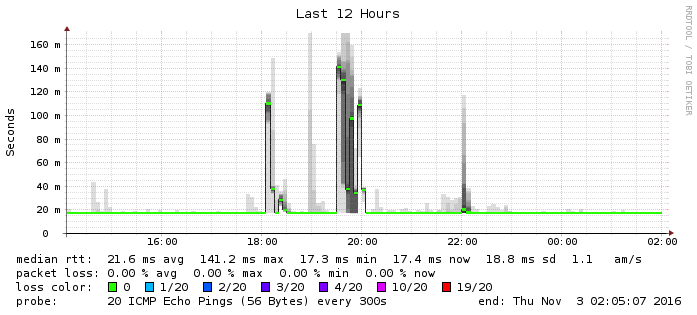 Last 12 Hours
RRDTOOL / TOBI OETIKER
Seconds
160 m
140 m
120 m
100 m
80 m
60 m
40 m
20 m
0
16:00 18:00 20:00 22:00 00:00 02:00
median rtt: 21.6 ms avg 141.2 ms max 17.3 ms min 17.4 ms now 18.8 ms sd 1.1 am/s
packet loss: 0.00 % avg 0.00 % max 0.00 % min 0.00 % now
loss color: 0 1/20 2/20 3/20 4/20 10/20 19/20
probe: 20 ICMP Echo Pings (56 Bytes) every 300s end: Thu Nov 3 02:05:07 2016